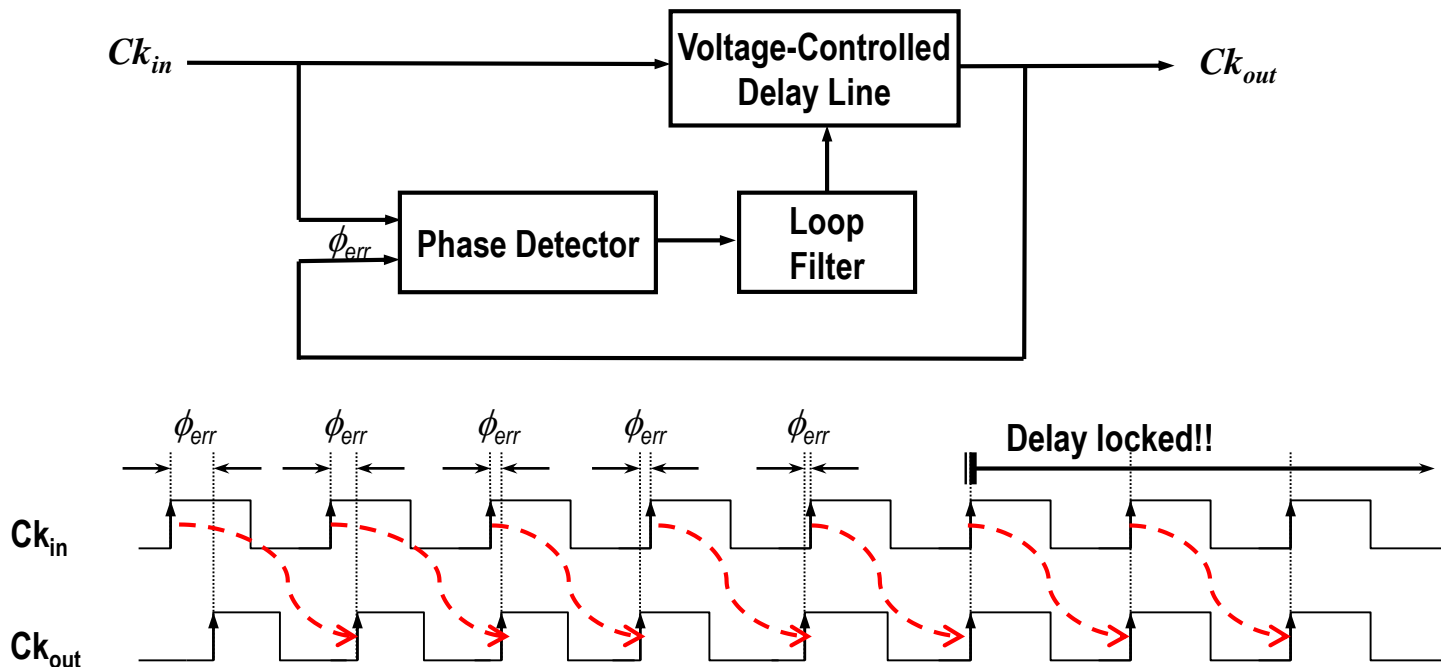 Ck_in
Voltage-Controlled
Delay Line
Ck_out
ϕ_err
Phase Detector
Loop
Filter
ϕ_err ϕ_err ϕ_err ϕ_err ϕ_err
Delay locked!!
Ck_in
Ck_out